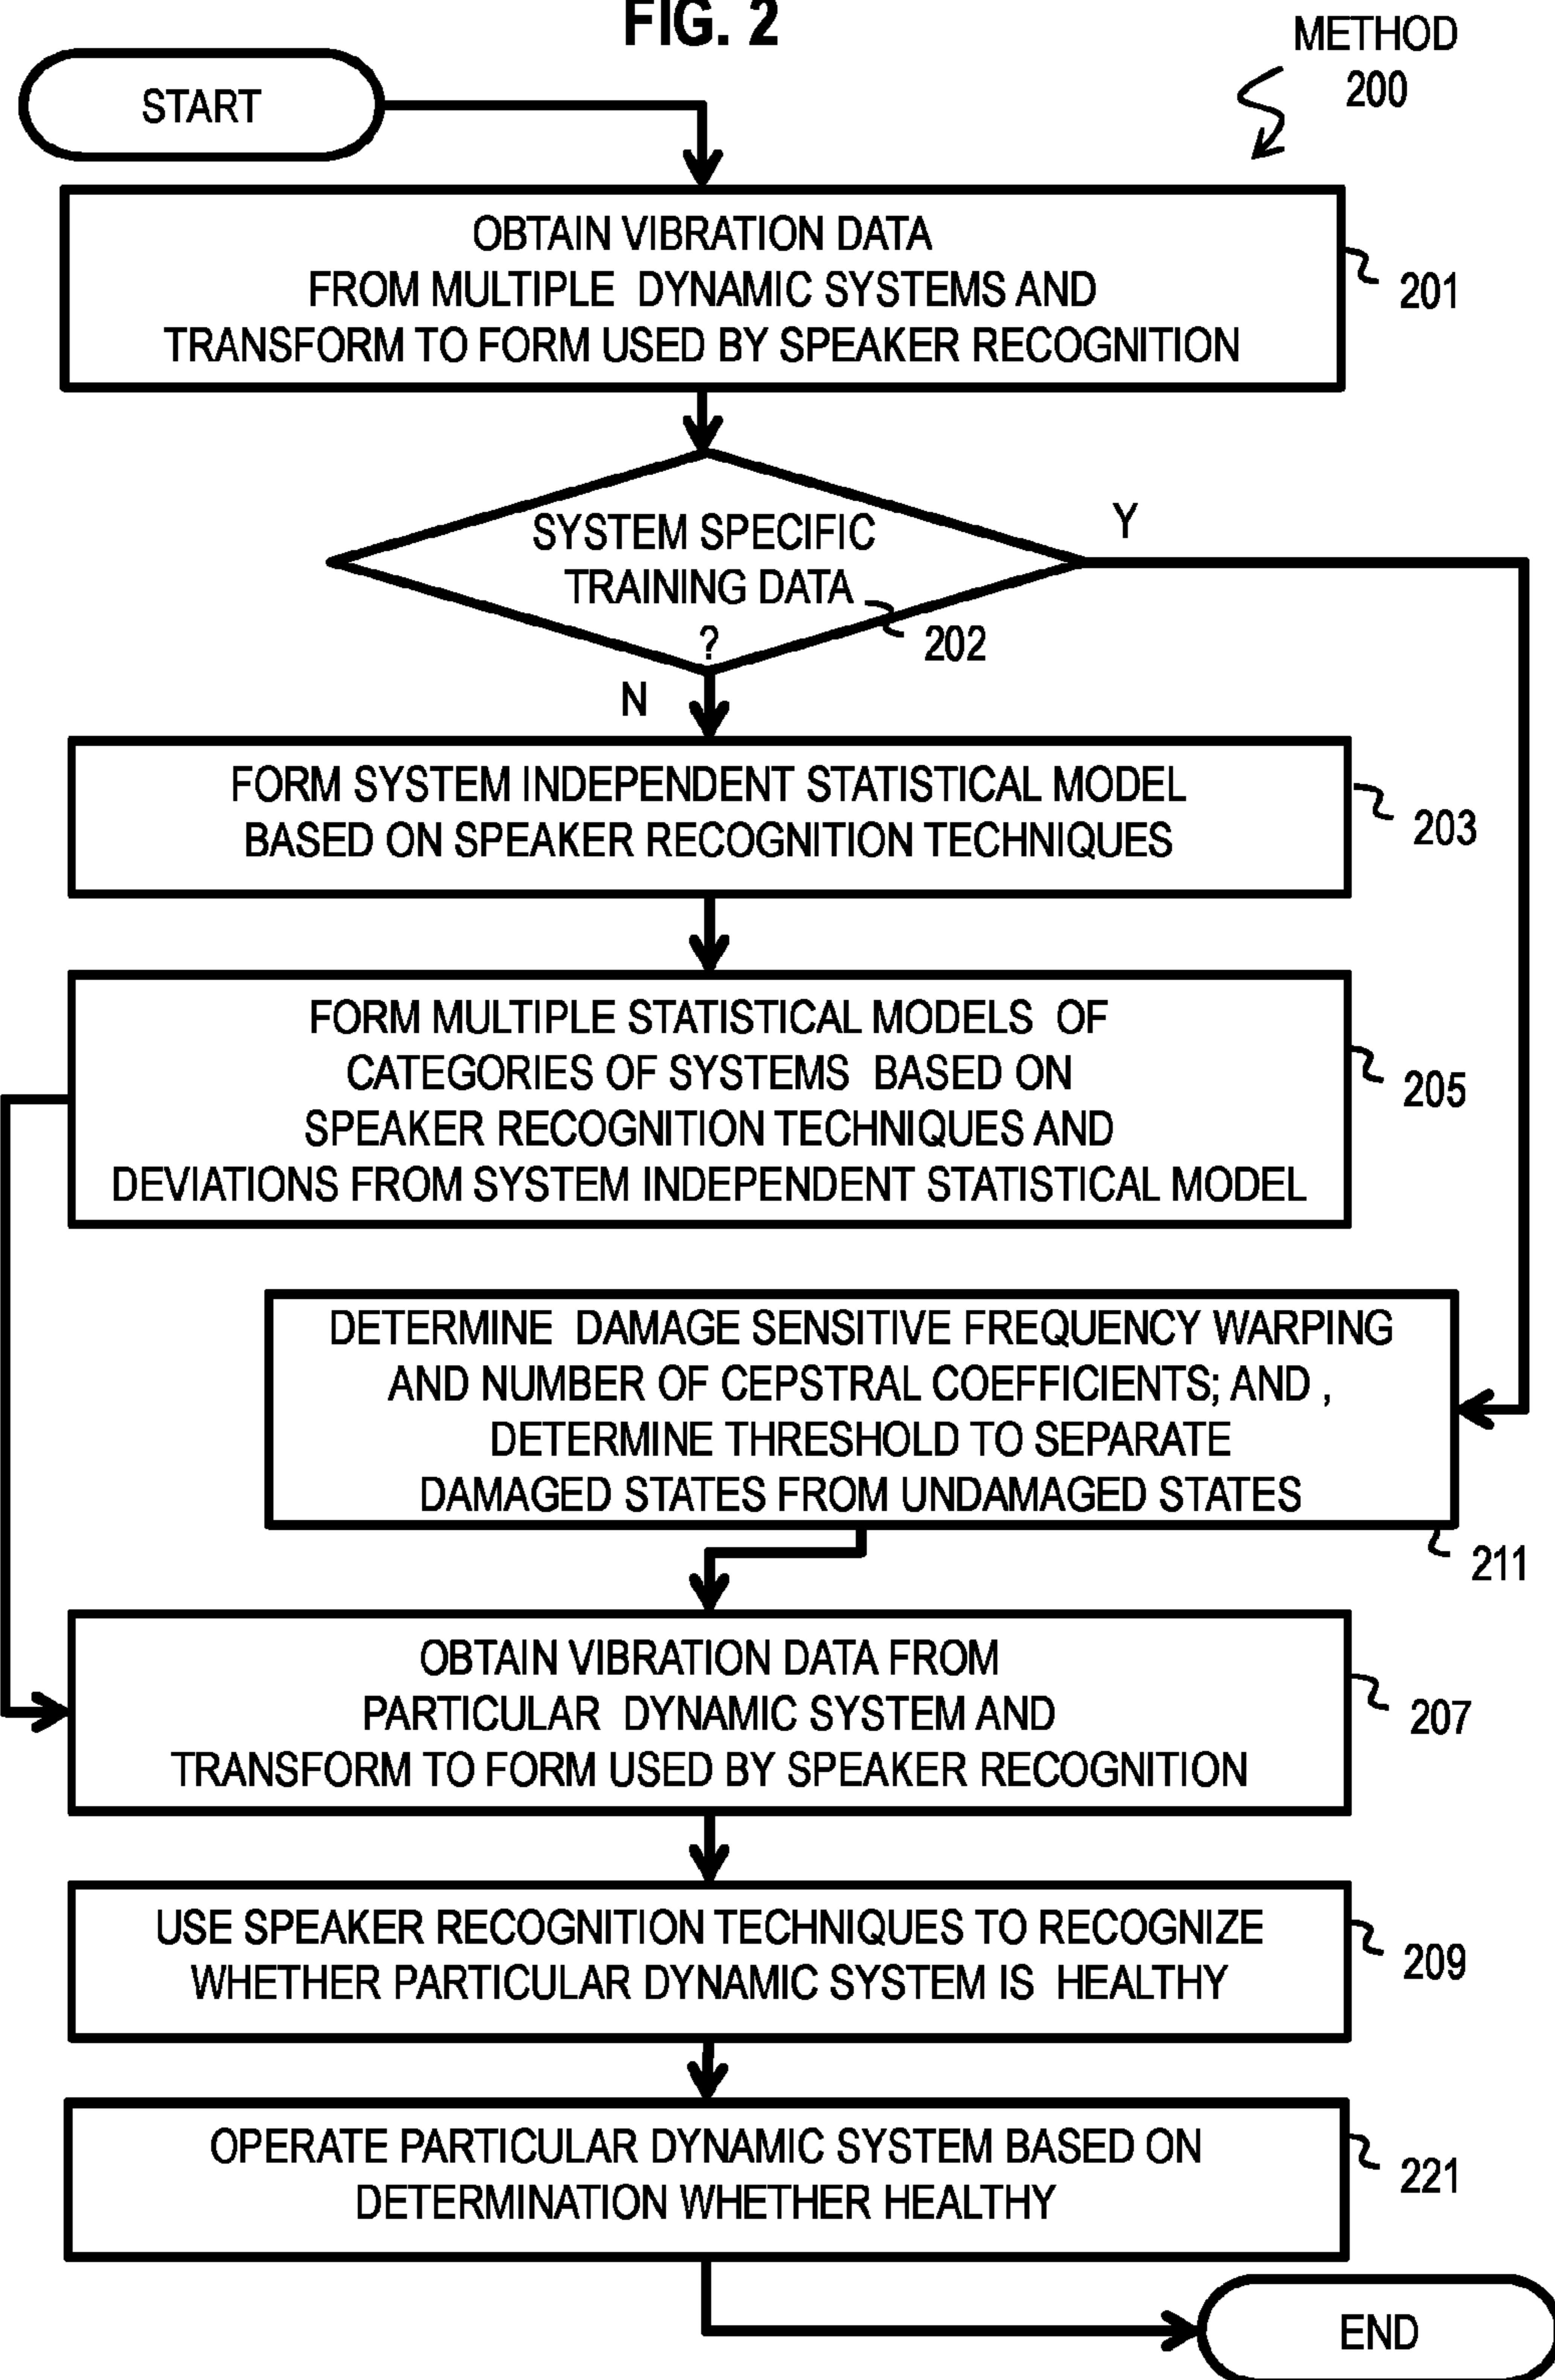 FIG. 2
METHOD
200
START
OBTAIN VIBRATION DATA
FROM MULTIPLE DYNAMIC SYSTEMS AND
TRANSFORM TO FORM USED BY SPEAKER RECOGNITION
201
SYSTEM SPECIFIC
TRAINING DATA
?
202
Y
N
FORM SYSTEM INDEPENDENT STATISTICAL MODEL
BASED ON SPEAKER RECOGNITION TECHNIQUES
203
FORM MULTIPLE STATISTICAL MODELS OF
CATEGORIES OF SYSTEMS BASED ON
SPEAKER RECOGNITION TECHNIQUES AND
DEVIATIONS FROM SYSTEM INDEPENDENT STATISTICAL MODEL
205
DETERMINE DAMAGE SENSITIVE FREQUENCY WARPING
AND NUMBER OF CEPSTRAL COEFFICIENTS; AND ,
DETERMINE THRESHOLD TO SEPARATE
DAMAGED STATES FROM UNDAMAGED STATES
211
OBTAIN VIBRATION DATA FROM
PARTICULAR DYNAMIC SYSTEM AND
TRANSFORM TO FORM USED BY SPEAKER RECOGNITION
207
USE SPEAKER RECOGNITION TECHNIQUES TO RECOGNIZE
WHETHER PARTICULAR DYNAMIC SYSTEM IS HEALTHY
209
OPERATE PARTICULAR DYNAMIC SYSTEM BASED ON
DETERMINATION WHETHER HEALTHY
221
END